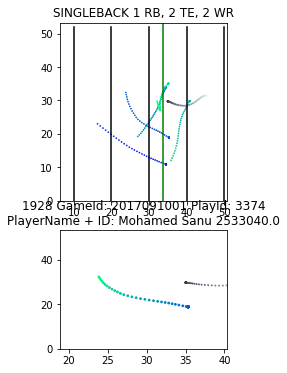 SINGLEBACK 1 RB, 2 TE, 2 WR
50
40
30
20
10
0
10 20 30 40 50
1928 GameId: 2017091001 PlayId: 3374
PlayerName + ID: Mohamed Sanu 2533040.0
40
20
0
20 25 30 35 40